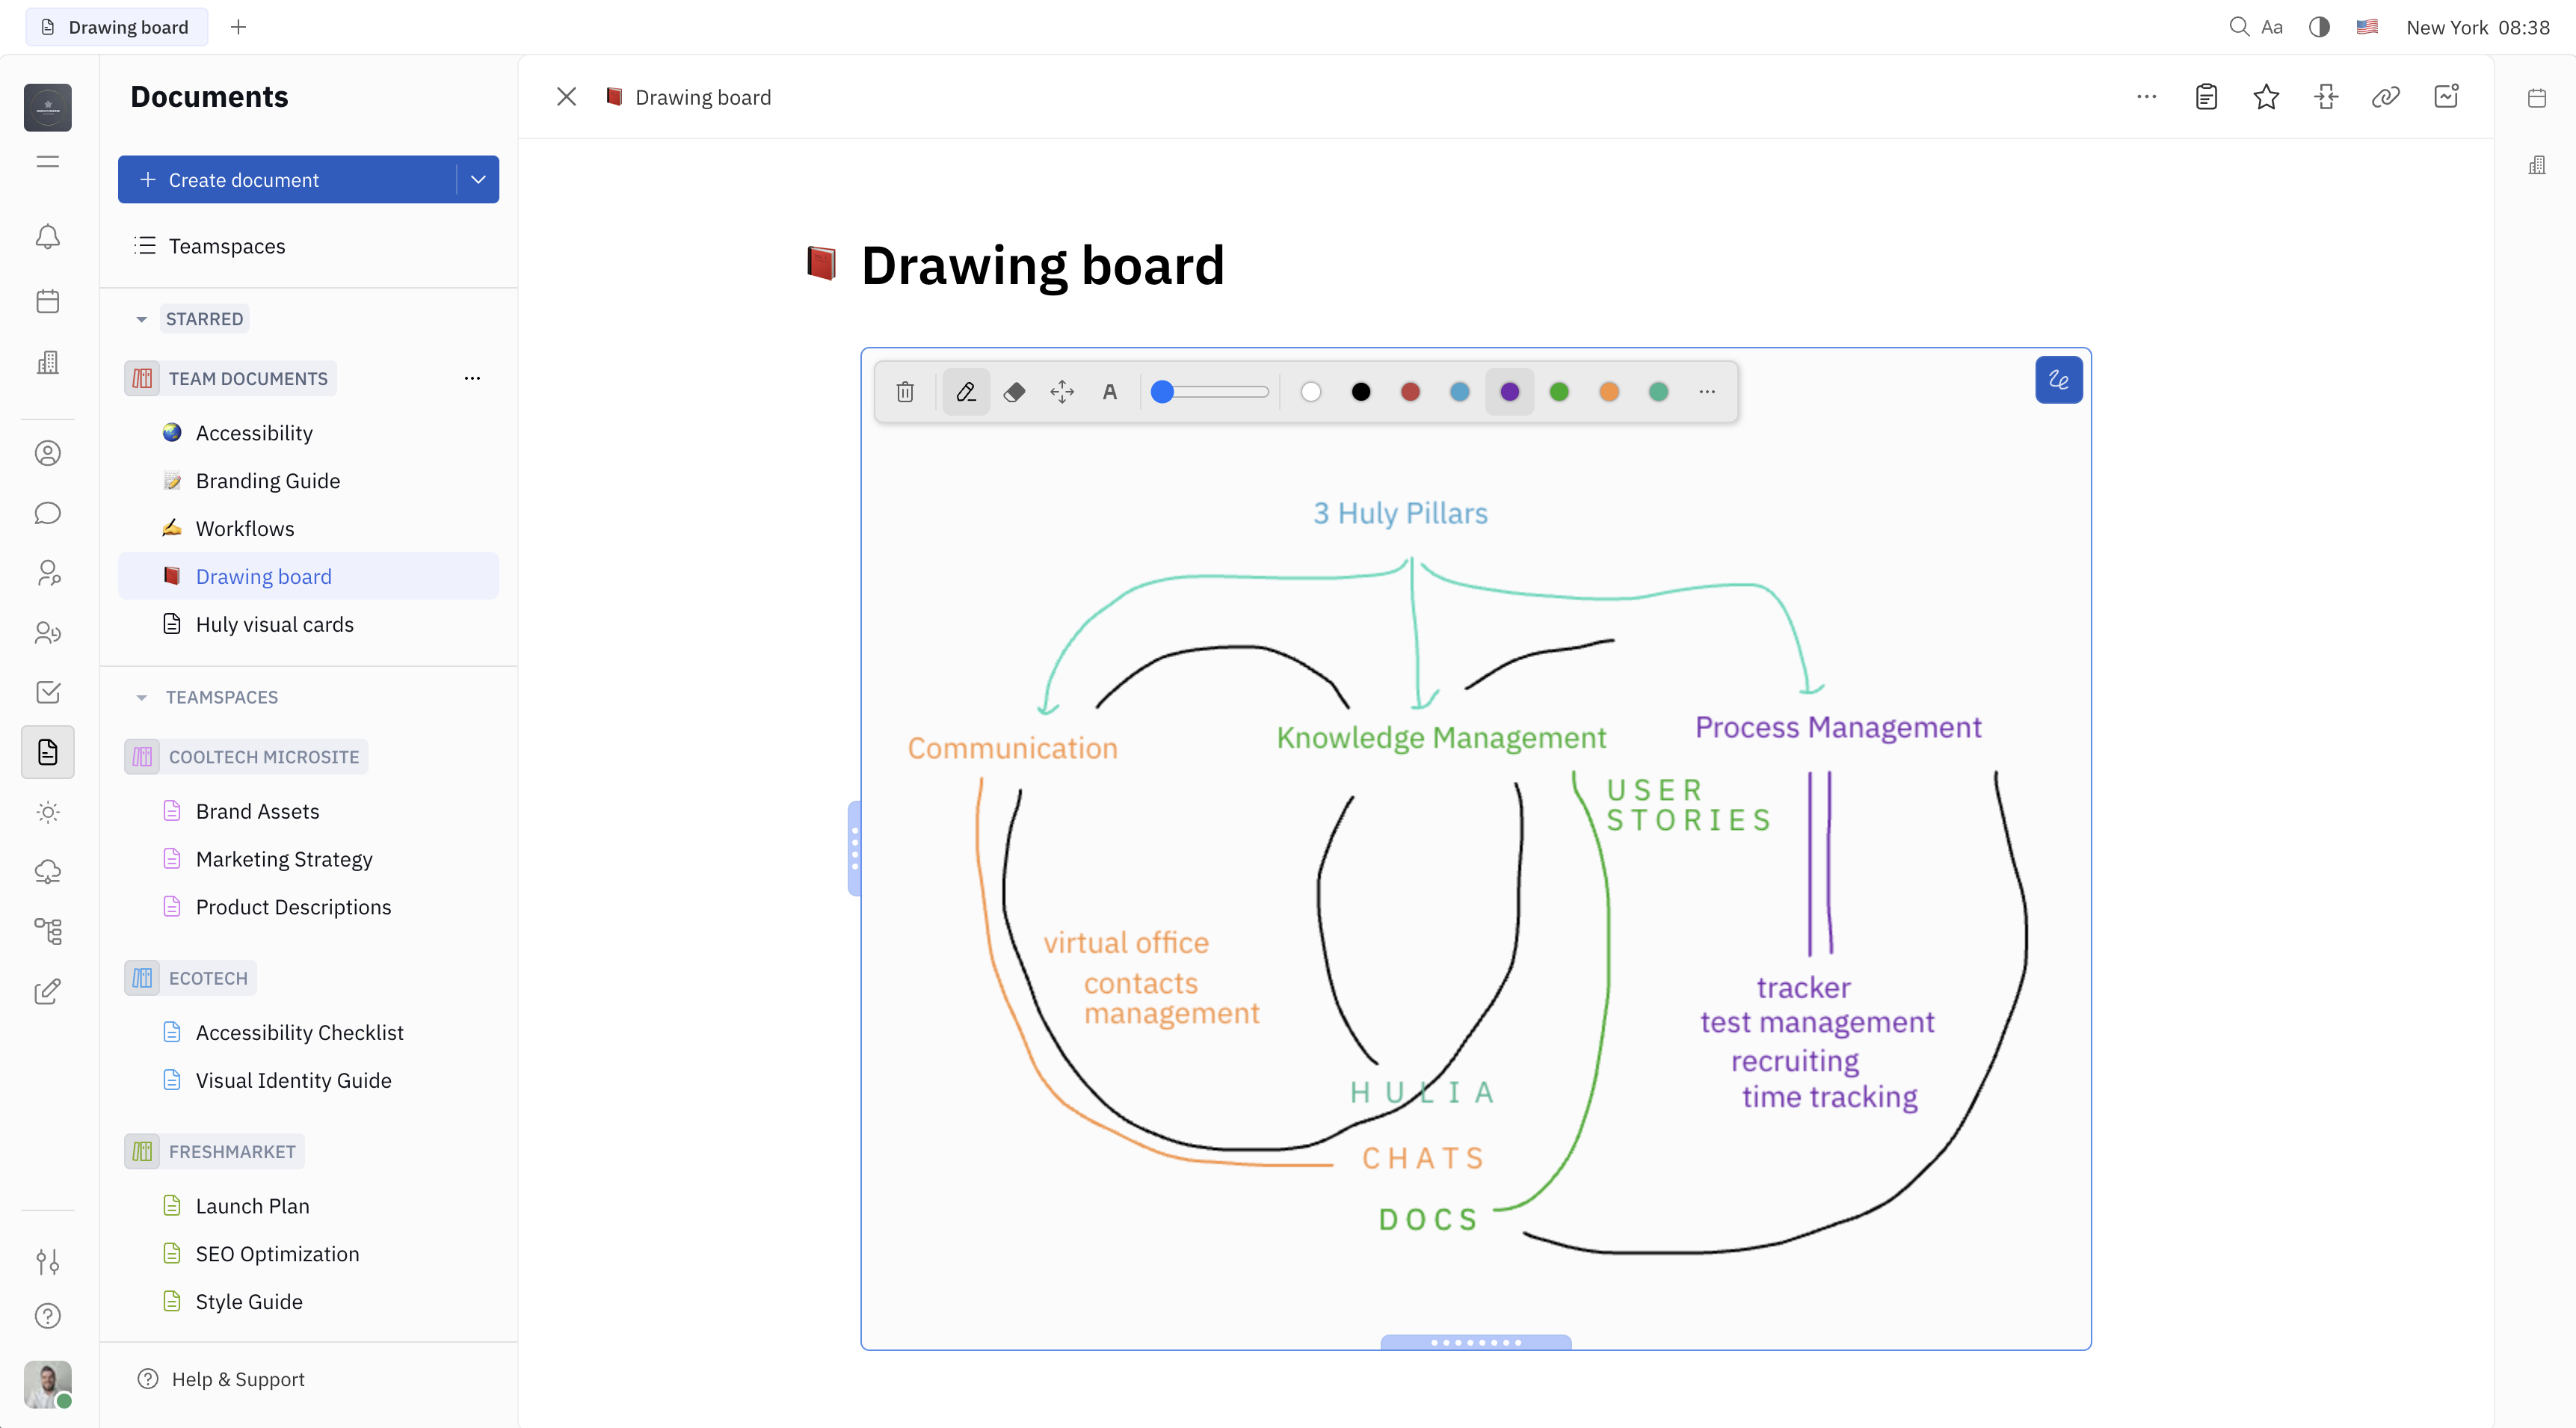 Drawing board
Aa
New York 08:38
Documents
Create document
Teamspaces
STARRED
TEAM DOCUMENTS
Accessibility
Branding Guide
Workflows
Drawing board
Huly visual cards
TEAMSPACES
COOLTECH MICROSITE
Brand Assets
Marketing Strategy
Product Descriptions
ECOTECH
Accessibility Checklist
Visual Identity Guide
FRESHMARKET
Launch Plan
SEO Optimization
Style Guide
Help & Support
Drawing board
Drawing board
A
3 Huly Pillars
Communication
Knowledge Management
Process Management
USER
STORIES
virtual office
contacts
management
tracker
test management
recruiting
time tracking
HULIA
CHATS
DOCS